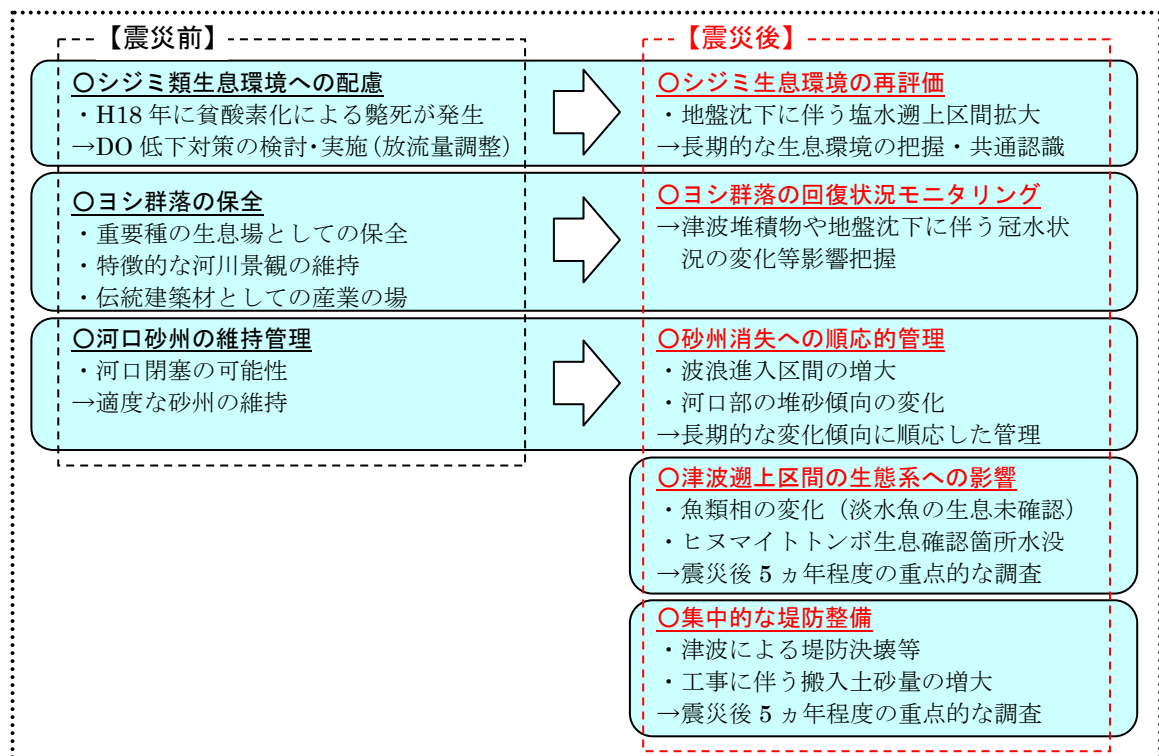 【震災前】
〇シジミ類生息環境への配慮
・H18年に貧酸素化による斃死が発生
→DO低下対策の検討・実施（放流量調整）
〇ヨシ群落の保全
・重要種の生息場としての保全
・特徴的な河川景観の維持
・伝統建築材としての産業の場
〇河口砂州の維持管理
・河口閉塞の可能性
→適度な砂州の維持
【震災後】
〇シジミ生息環境の再評価
・地盤沈下に伴う塩水遡上区間拡大
→長期的な生息環境の把握・共通認識
〇ヨシ群落の回復状況モニタリング
→津波堆積物や地盤沈下に伴う冠水状
況の変化等影響把握
〇砂州消失への順応的管理
・波浪進入区間の増大
・河口部の堆砂傾向の変化
→長期的な変化傾向に順応した管理
〇津波遡上区間の生態系への影響
・魚類相の変化（淡水魚の生息未確認）
・ヒヌマイトトンボ生息確認箇所水没
→震災後5ヵ年程度の重点的な調査
〇集中的な堤防整備
・津波による堤防決壊等
・工事に伴う搬入土砂量の増大
→震災後5ヵ年程度の重点的な調査